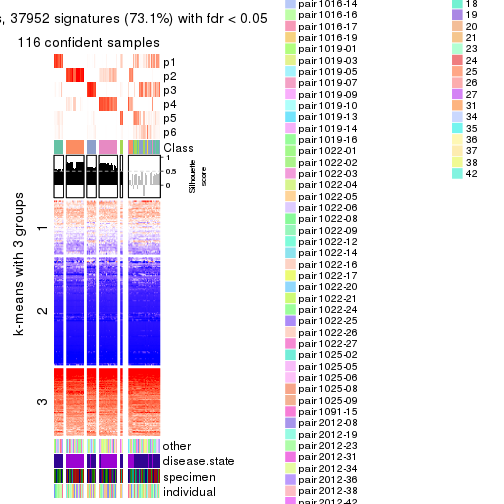 s, 37952 signatures (73.1%) with fdr < 0.05
116 confident samples
p1
p2
p3
p4
p5
p6
Class
1
0.5
0
Silhouette
score
k-means with 3 groups
1
2
3
other
disease.state
specimen
individual
pair1016-14
pair1016-16
pair1016-17
pair1016-19
pair1019-01
pair1019-03
pair1019-05
pair1019-07
pair1019-09
pair1019-10
pair1019-13
pair1019-14
pair1019-16
pair1022-01
pair1022-02
pair1022-03
pair1022-04
pair1022-05
pair1022-06
pair1022-08
pair1022-09
pair1022-12
pair1022-14
pair1022-16
pair1022-17
pair1022-20
pair1022-21
pair1022-24
pair1022-25
pair1022-26
pair1022-27
pair1025-02
pair1025-05
pair1025-06
pair1025-08
pair1025-09
pair1091-15
pair2012-08
pair2012-19
pair2012-23
pair2012-31
pair2012-34
pair2012-36
pair2012-38
pair2012-42
18
19
20
21
23
24
25
26
27
31
34
35
36
37
38
42